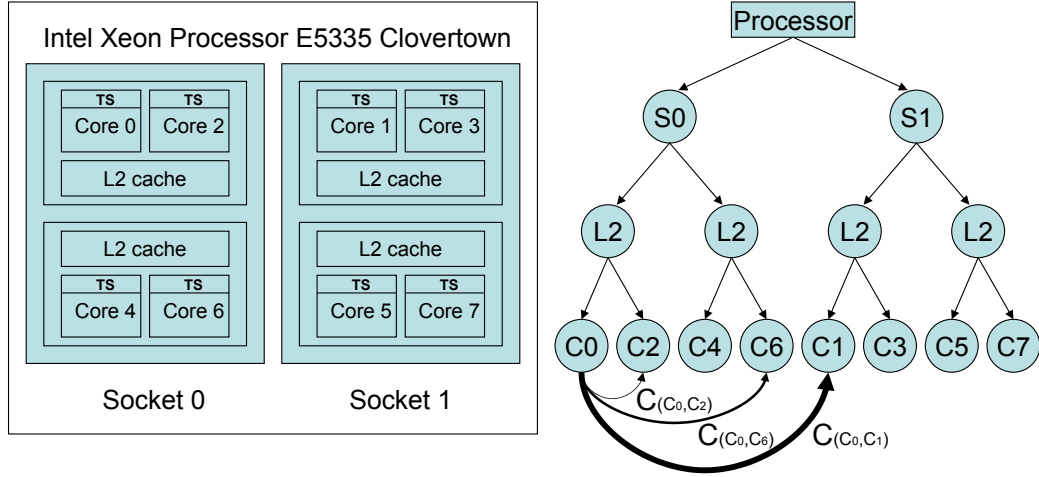 Intel Xeon Processor E5335 Clovertown
TS TS
Core 0 Core 2
L2 cache
L2 cache
TS TS
Core 4 Core 6
Socket 0
TS TS
Core 1 Core 3
L2 cache
L2 cache
TS TS
Core 5 Core 7
Socket 1
Processor
S0 S1
L2 L2 L2 L2
C0 C2 C4 C6 C1 C3 C5 C7
C(C0,C2)
C(C0,C6) C(C0,C1)